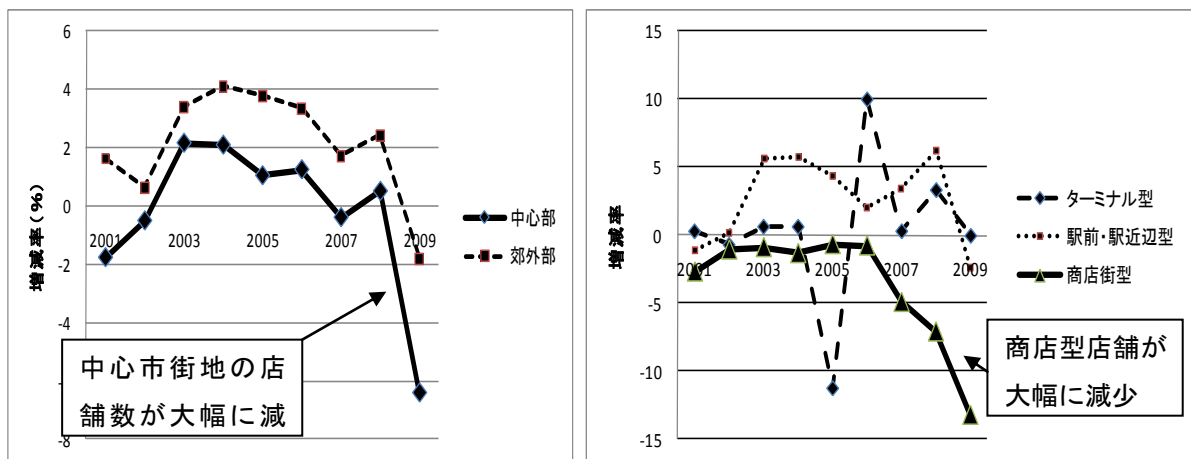 6
4
2
0
-2
-4
-8
増減率(%)
2001
2003
2005
2007
2009
中心部
郊外部
中心市街地の店
舗数が大幅に減
15
10
5
0
-5
-10
-15
増減率
2001
2003
2005
2007
2009
ターミナル型
駅前・駅近辺型
商店街型
商店型店舗が
大幅に減少